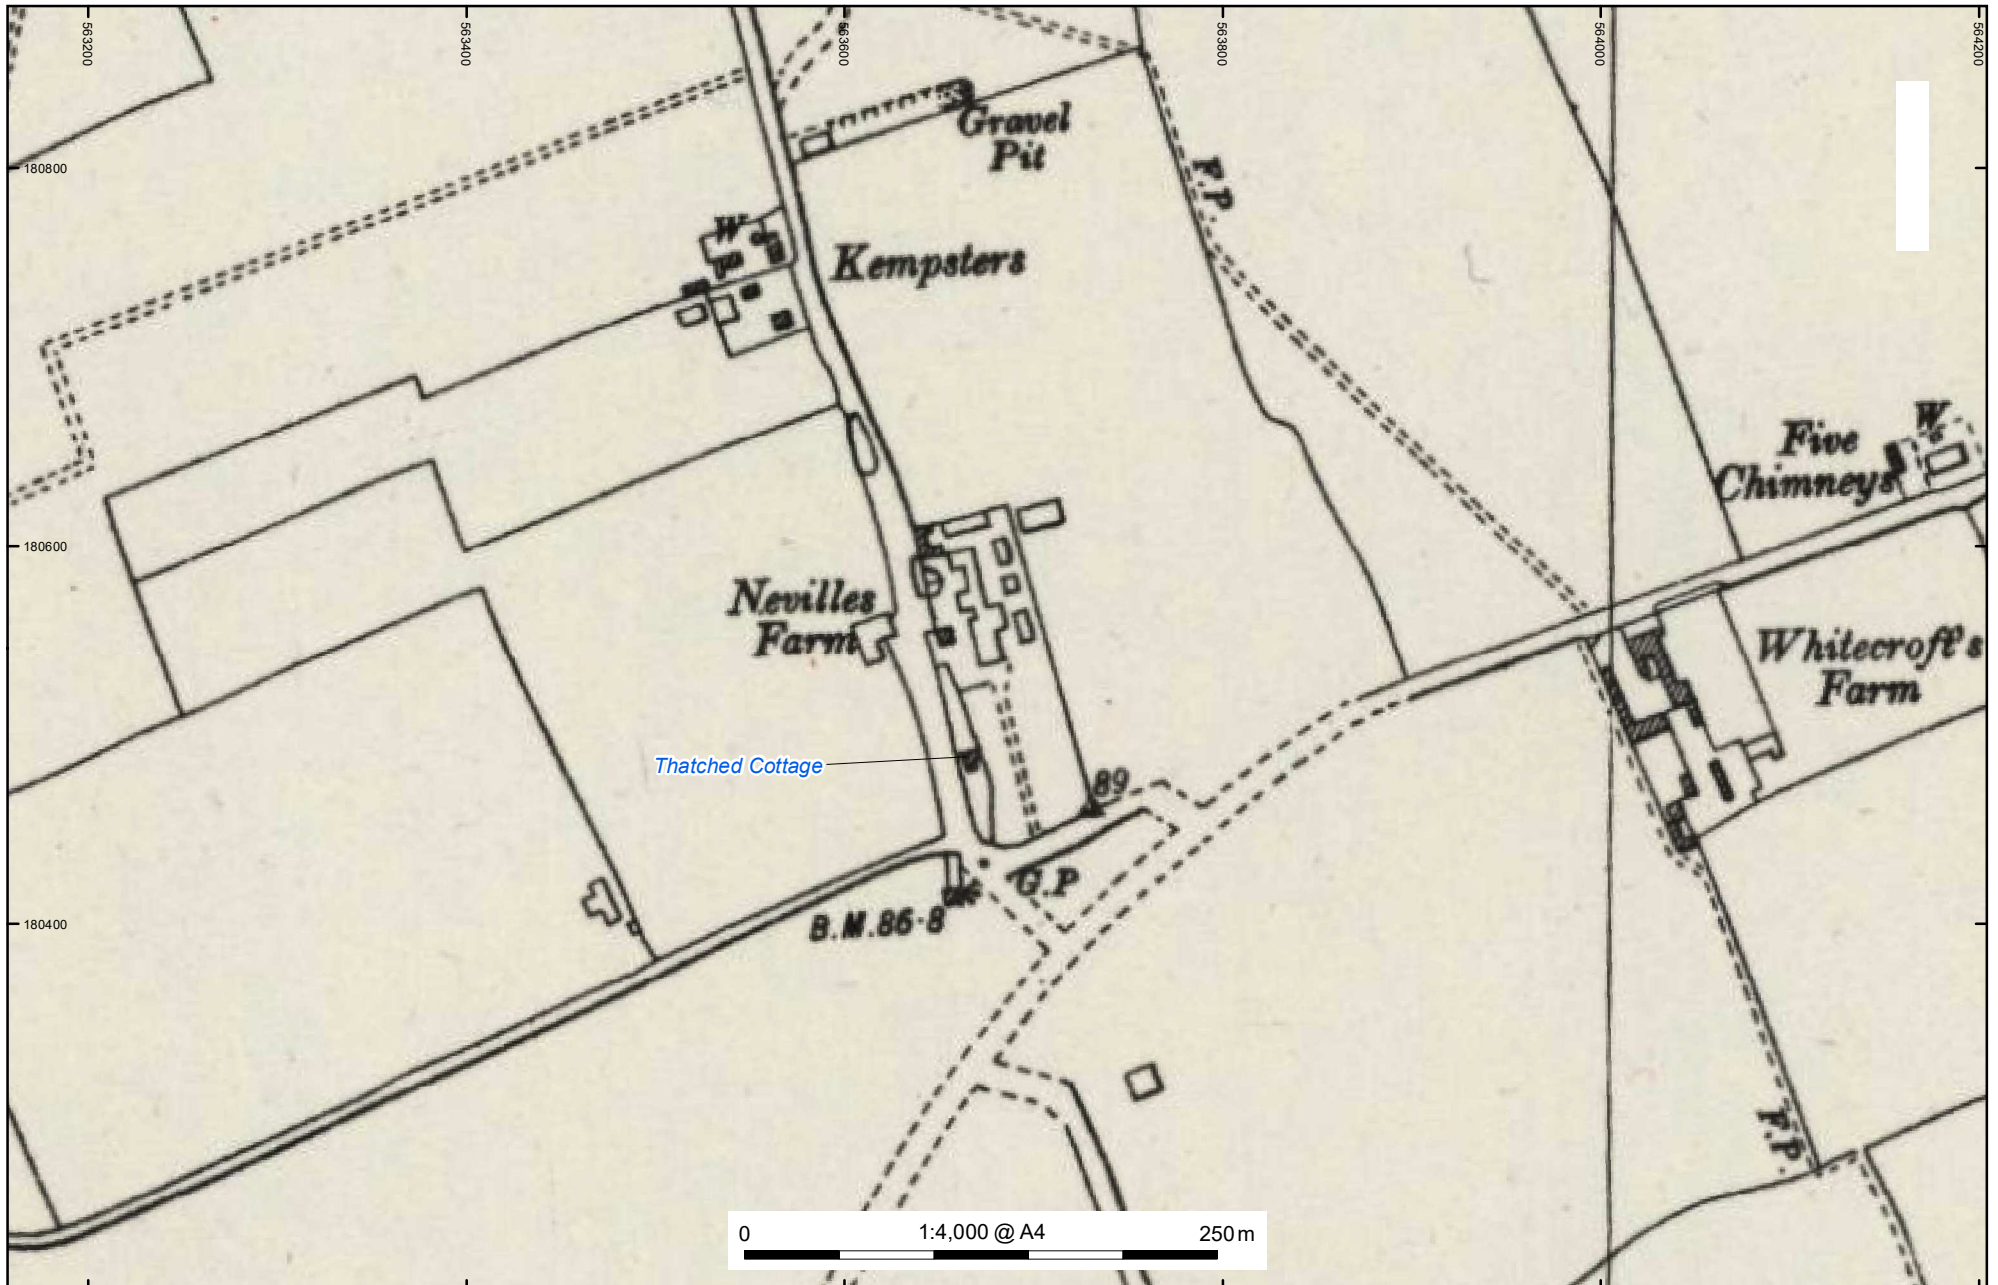 563200
563400
563600
563800
564000
564200
Gravel
Pit
180800
F.P
W
Kempsters
Five
W
Chimneys
180600
Nevilles
Farm
Whitecroft's
Farm
Thatched Cottage
89
G.P
B.M.86·8
180400
F.P.
0
1:4,000 @ A4
250m